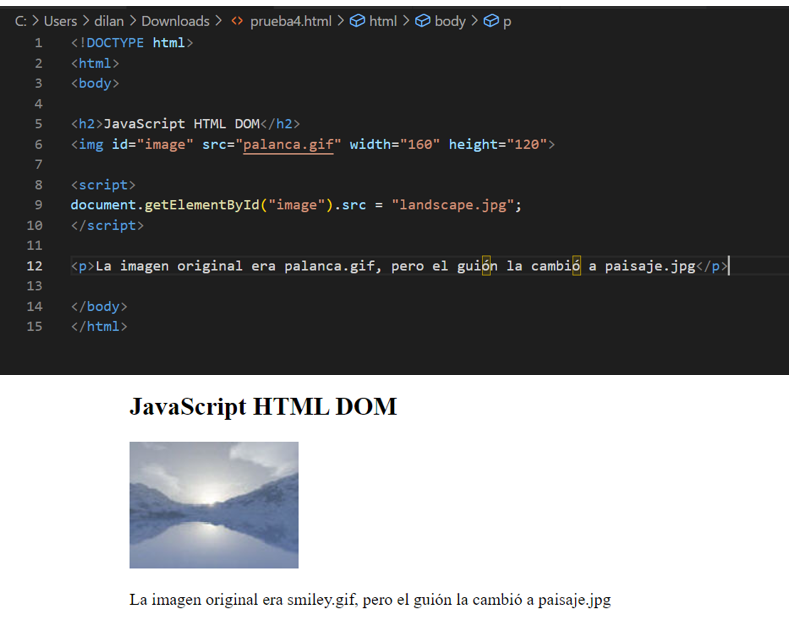 C: > Users > dilan > Downloads > <> prueba4.html > html > body > p
1 <!DOCTYPE html>
2 <html>
3 <body>
4
5 <h2>JavaScript HTML DOM</h2>
6 <img id="image" src="palanca.gif" width="160" height="120">
7
8 <script>
9 document.getElementById("image").src = "landscape.jpg";
10 </script>
11
12 <p>La imagen original era palanca.gif, pero el guión la cambió a paisaje.jpg</p>
13
14 </body>
15 </html>
JavaScript HTML DOM
La imagen original era smiley.gif, pero el guión la cambió a paisaje.jpg